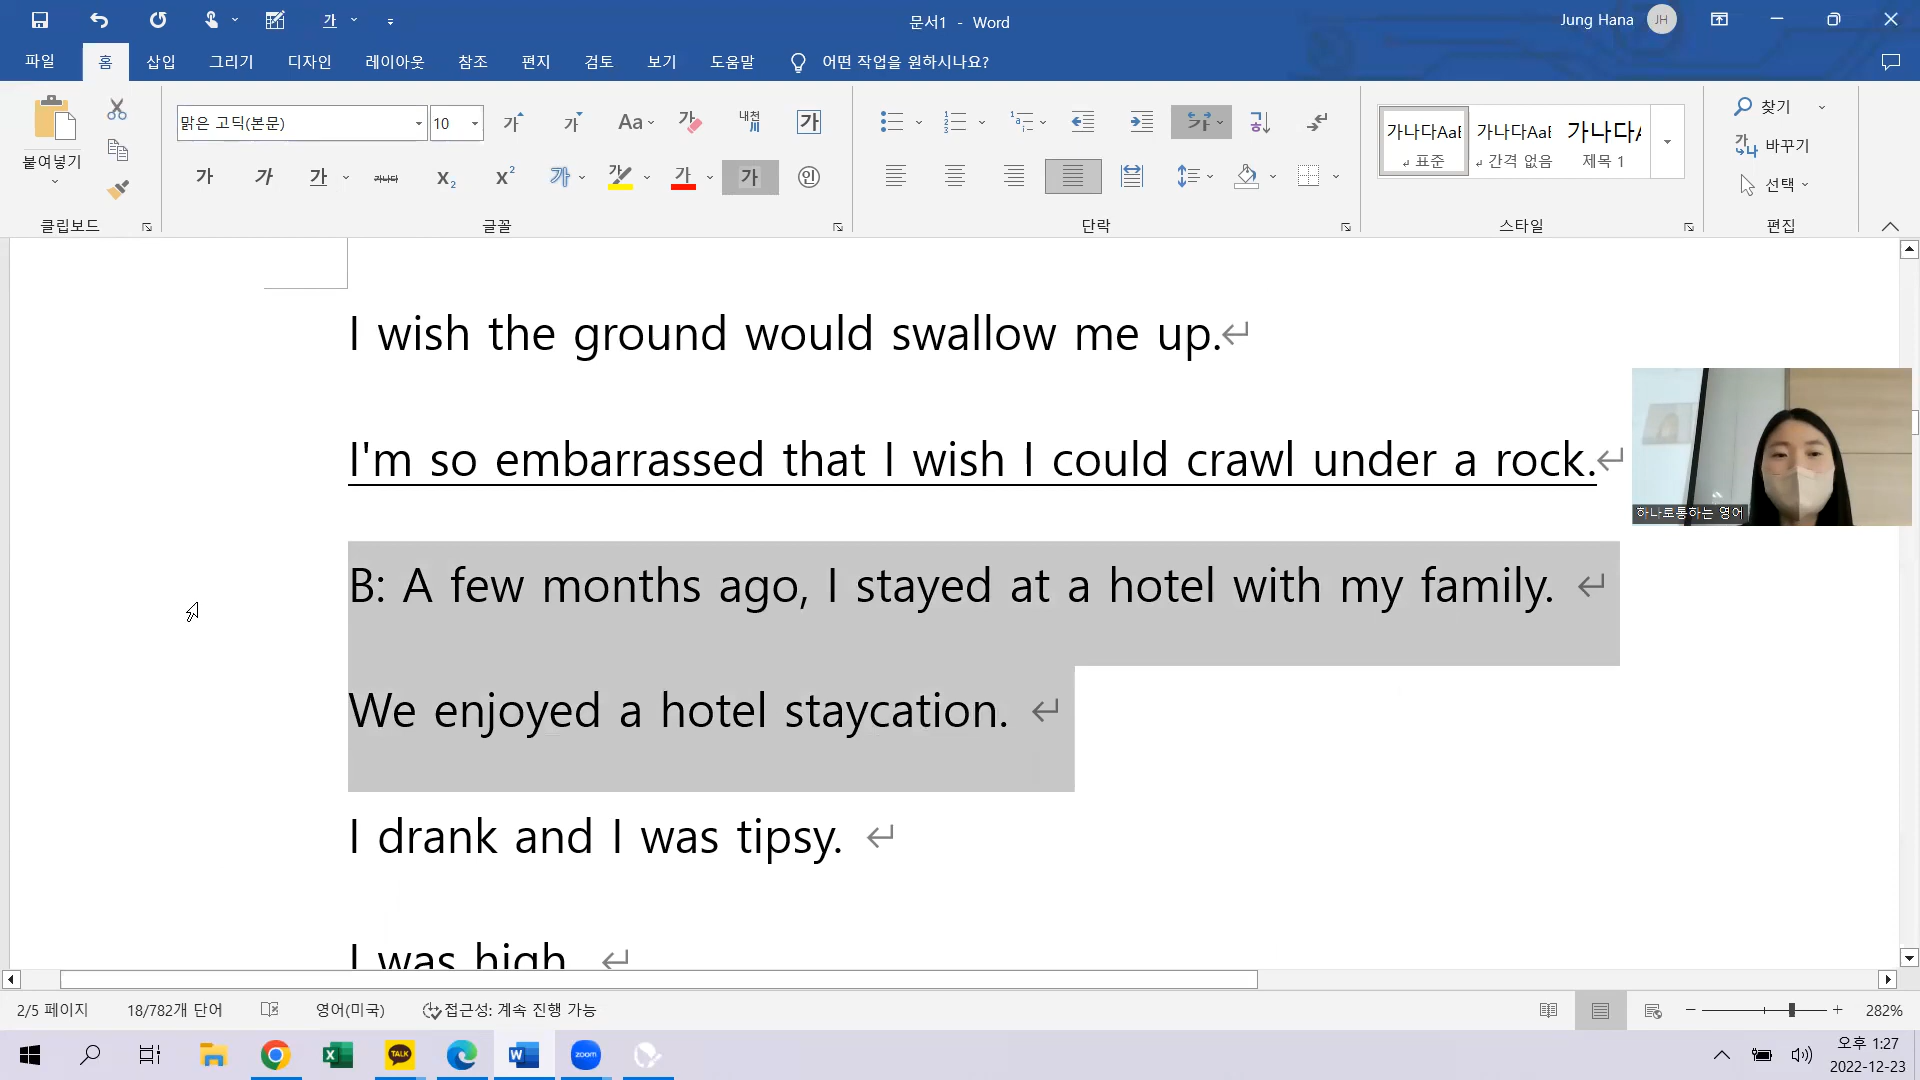 문서1 - Word
Jung Hana
JH
파일 홈 삽입 그리기 디자인 레이아웃 참조 편지 검토 보기 도움말 어떤 작업을 원하시나요?
붙여넣기
클립보드
맑은 고딕(본문) 10
글꼴
단락
가나다AaB
표준
가나다AaB
간격 없음
가나다A
제목 1
스타일
찾기
바꾸기
선택
편집
I wish the ground would swallow me up.
I'm so embarrassed that I wish I could crawl under a rock.
하나로통하는 영어
B: A few months ago, I stayed at a hotel with my family.
We enjoyed a hotel staycation.
I drank and I was tipsy.
I was high
2/5 페이지 18/782개 단어 영어(미국) 접근성: 계속 진행 가능 282%
TALK
zoom
오후 1:27
2022-12-23